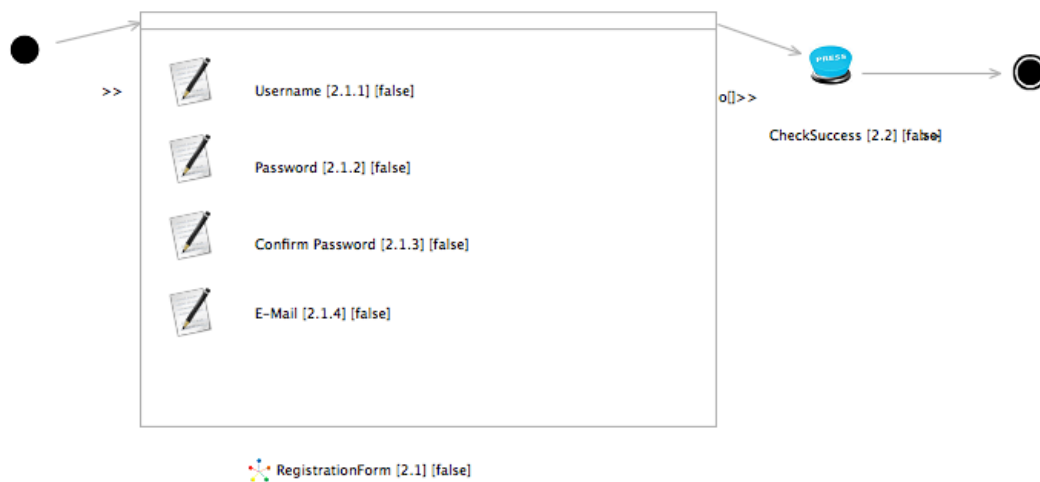 PRESS
>>
Username [2.1.1] [false]
o[]>>
Password [2.1.2] [false]
CheckSuccess [2.2] [false]
Confirm Password [2.1.3] [false]
E-Mail [2.1.4] [false]
RegistrationForm [2.1] [false]